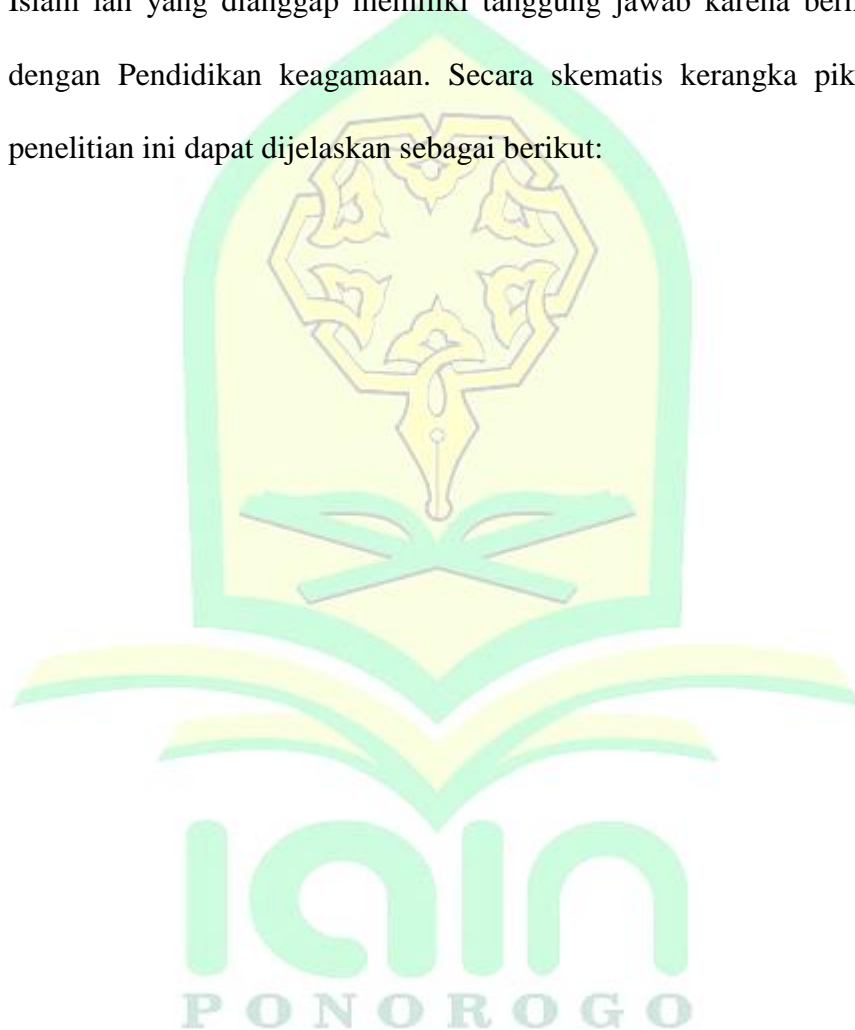 Islam lah yang dianggap memiliki tanggung jawab karena
dengan Pendidikan keagamaan. Secara skematis kerangka
penelitian ini dapat dijelaskan sebagai berikut:
iain
PONOROGO